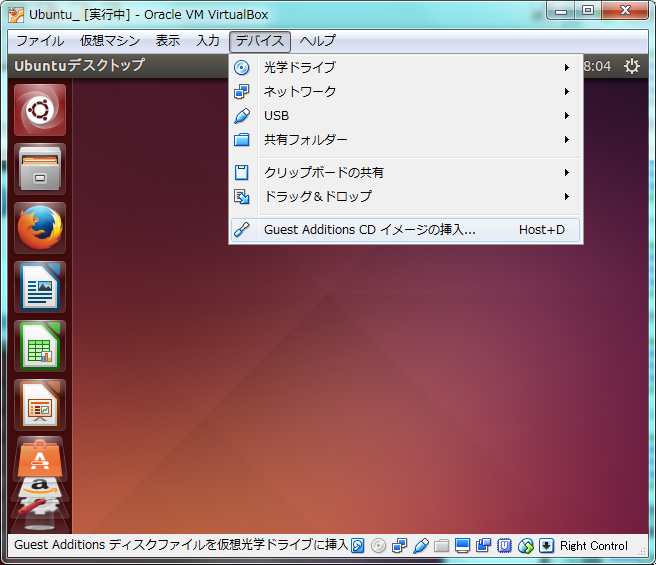 Ubuntu_ [実行中] - Oracle VM VirtualBox
ファイル 仮想マシン 表示 入力 デバイス ヘルプ
Ubuntuデスクトップ 8:04
光学ドライブ
ネットワーク
USB
共有フォルダー
クリップボードの共有
ドラッグ＆ドロップ
Guest Additions CD イメージの挿入... Host+D
Guest Additions ディスクファイルを仮想光学ドライブに挿入 Right Control